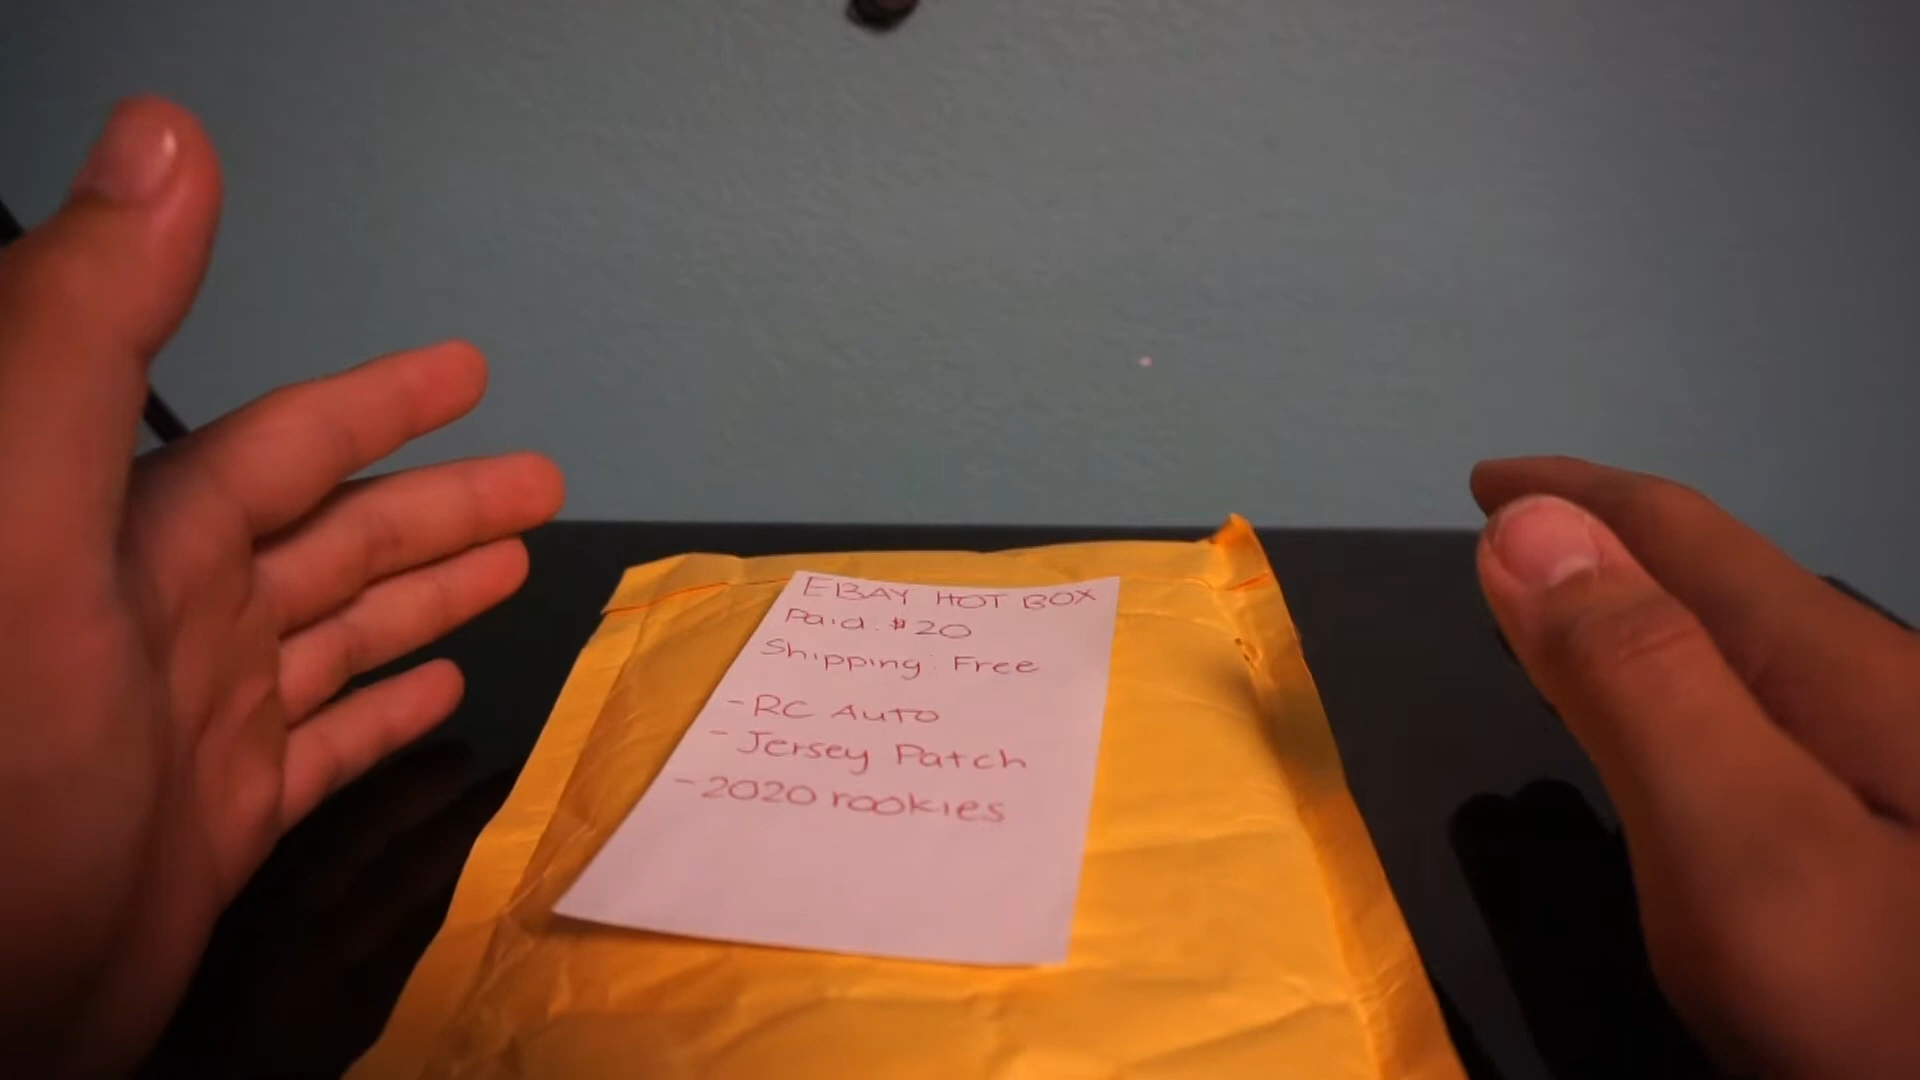 EBAY HOT BOX
Paid: $20
Shipping: Free
- RC Auto
- Jersey Patch
- 2020 rookies